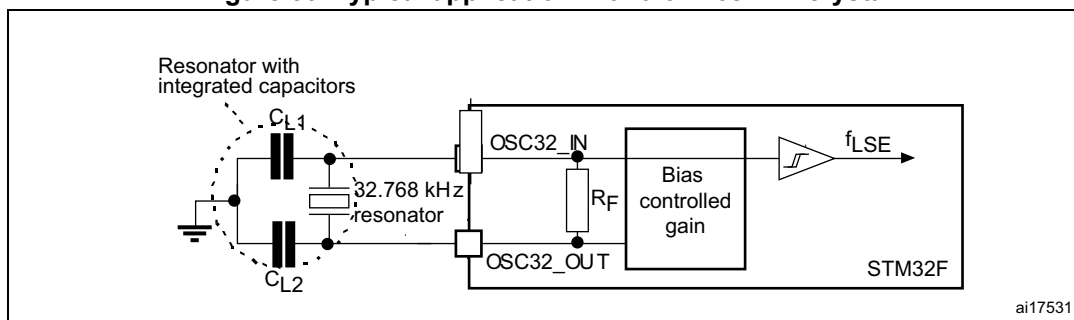 Resonator with
integrated capacitors
CL1
OSC32_IN
fLSE
32.768 kHz
resonator
RF
Bias
controlled
gain
OSC32_OUT
STM32F
CL2
ai17531